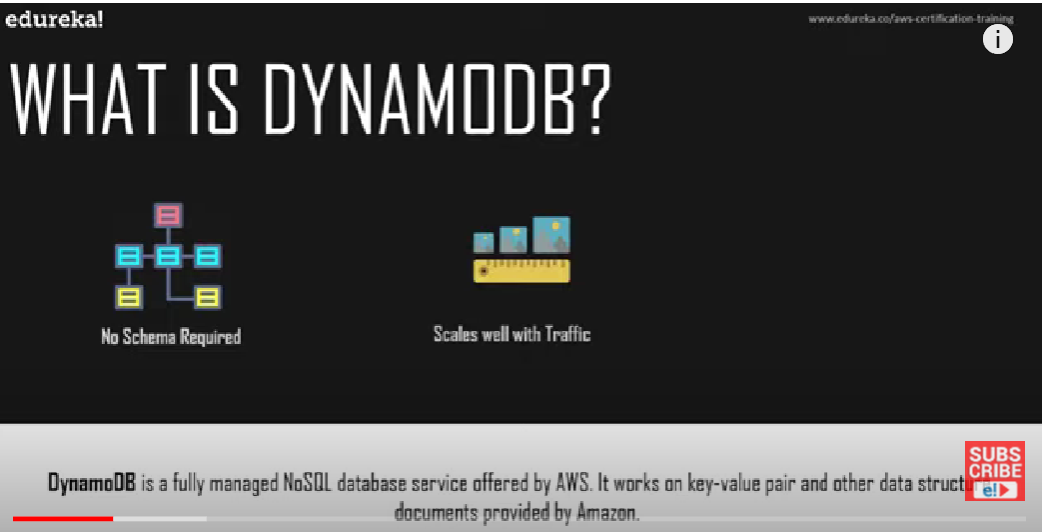 edureka!
www.edureka.co/aws-certification-training
i
WHAT IS DYNAMODB?
No Schema Required
Scales well with Traffic
SUBS
CRIBE
e!
DynamoDB is a fully managed NoSQL database service offered by AWS. It works on key-value pair and other data
documents provided by Amazon.